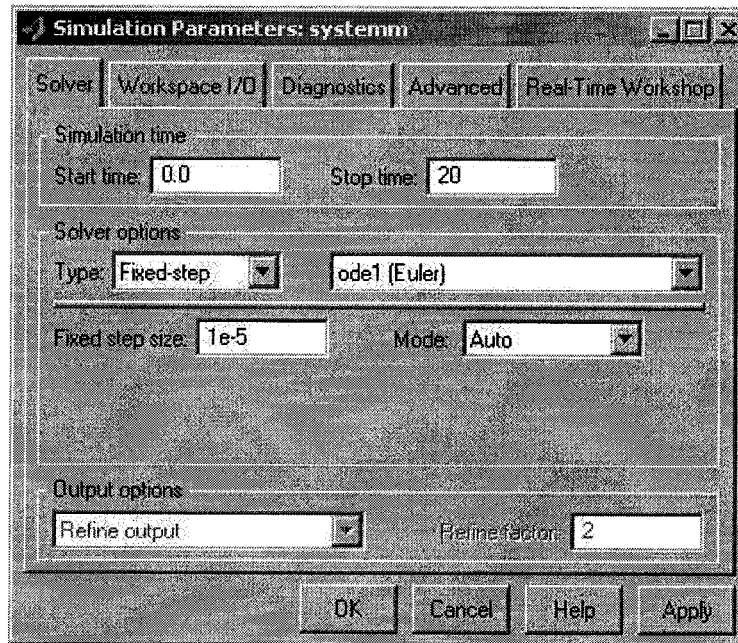 Simulation Parameters: systemm
Solver Workspace I/O Diagnostics Advanced Real-Time Workshop
Simulation time
Start time: 0.0 Stop time: 20
Solver options
Type: Fixed-step ode1 (Euler)
Fixed step size: 1e-5 Mode: Auto
Output options
Refine output Refine factor: 2
OK Cancel Help Apply